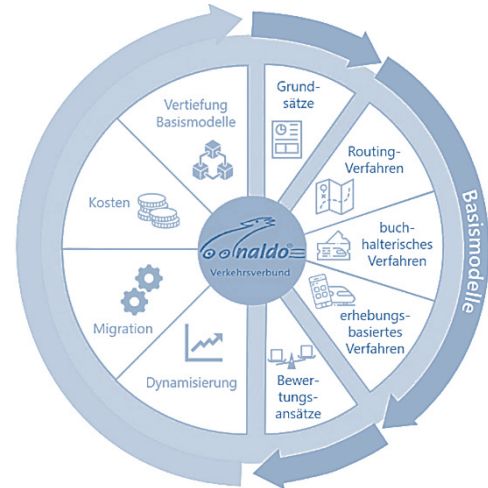 Grund-
sätze
Routing-
Verfahren
buch-
halterisches
Verfahren
erhebungs-
basiertes
Verfahren
Bewer-
tungs-
ansätze
Dynamisierung
Migration
Kosten
Vertiefung
Basismodelle
naldo
Verkehrsverbund
Basismodelle